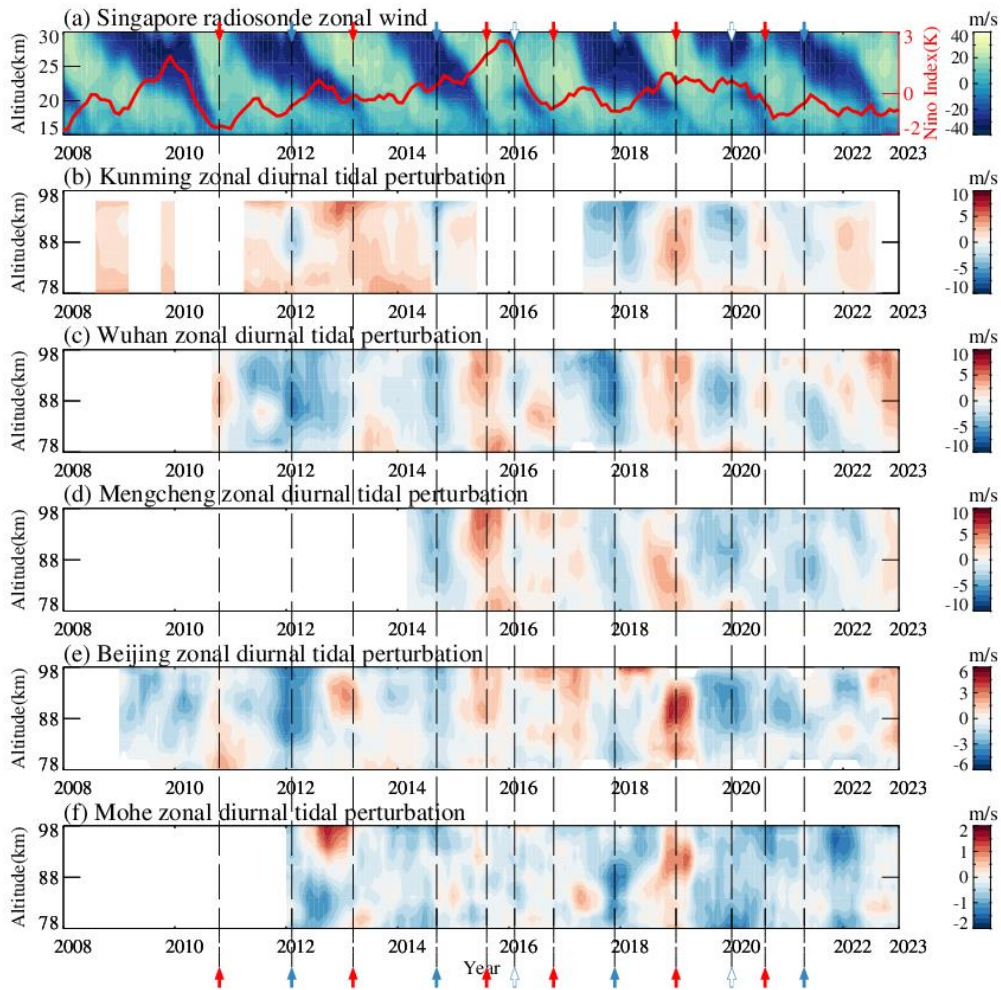 (a) Singapore radiosonde zonal wind
m/s
Altitude(km)
30
25
20
15
3
0
-2
Nino Index(K)
40
20
0
-20
-40
2008 2010 2012 2014 2016 2018 2020 2022 2023
(b) Kunming zonal diurnal tidal perturbation
m/s
Altitude(km)
98
88
78
10
5
0
-5
-10
2008 2010 2012 2014 2016 2018 2020 2022 2023
(c) Wuhan zonal diurnal tidal perturbation
m/s
Altitude(km)
98
88
78
10
5
0
-5
-10
2008 2010 2012 2014 2016 2018 2020 2022 2023
(d) Mengcheng zonal diurnal tidal perturbation
m/s
Altitude(km)
98
88
78
10
5
0
-5
-10
2008 2010 2012 2014 2016 2018 2020 2022 2023
(e) Beijing zonal diurnal tidal perturbation
m/s
Altitude(km)
98
88
78
6
3
0
-3
-6
2008 2010 2012 2014 2016 2018 2020 2022 2023
(f) Mohe zonal diurnal tidal perturbation
m/s
Altitude(km)
98
88
78
2
1
0
-1
-2
2008 2010 2012 2014 2016 2018 2020 2022 2023
Year